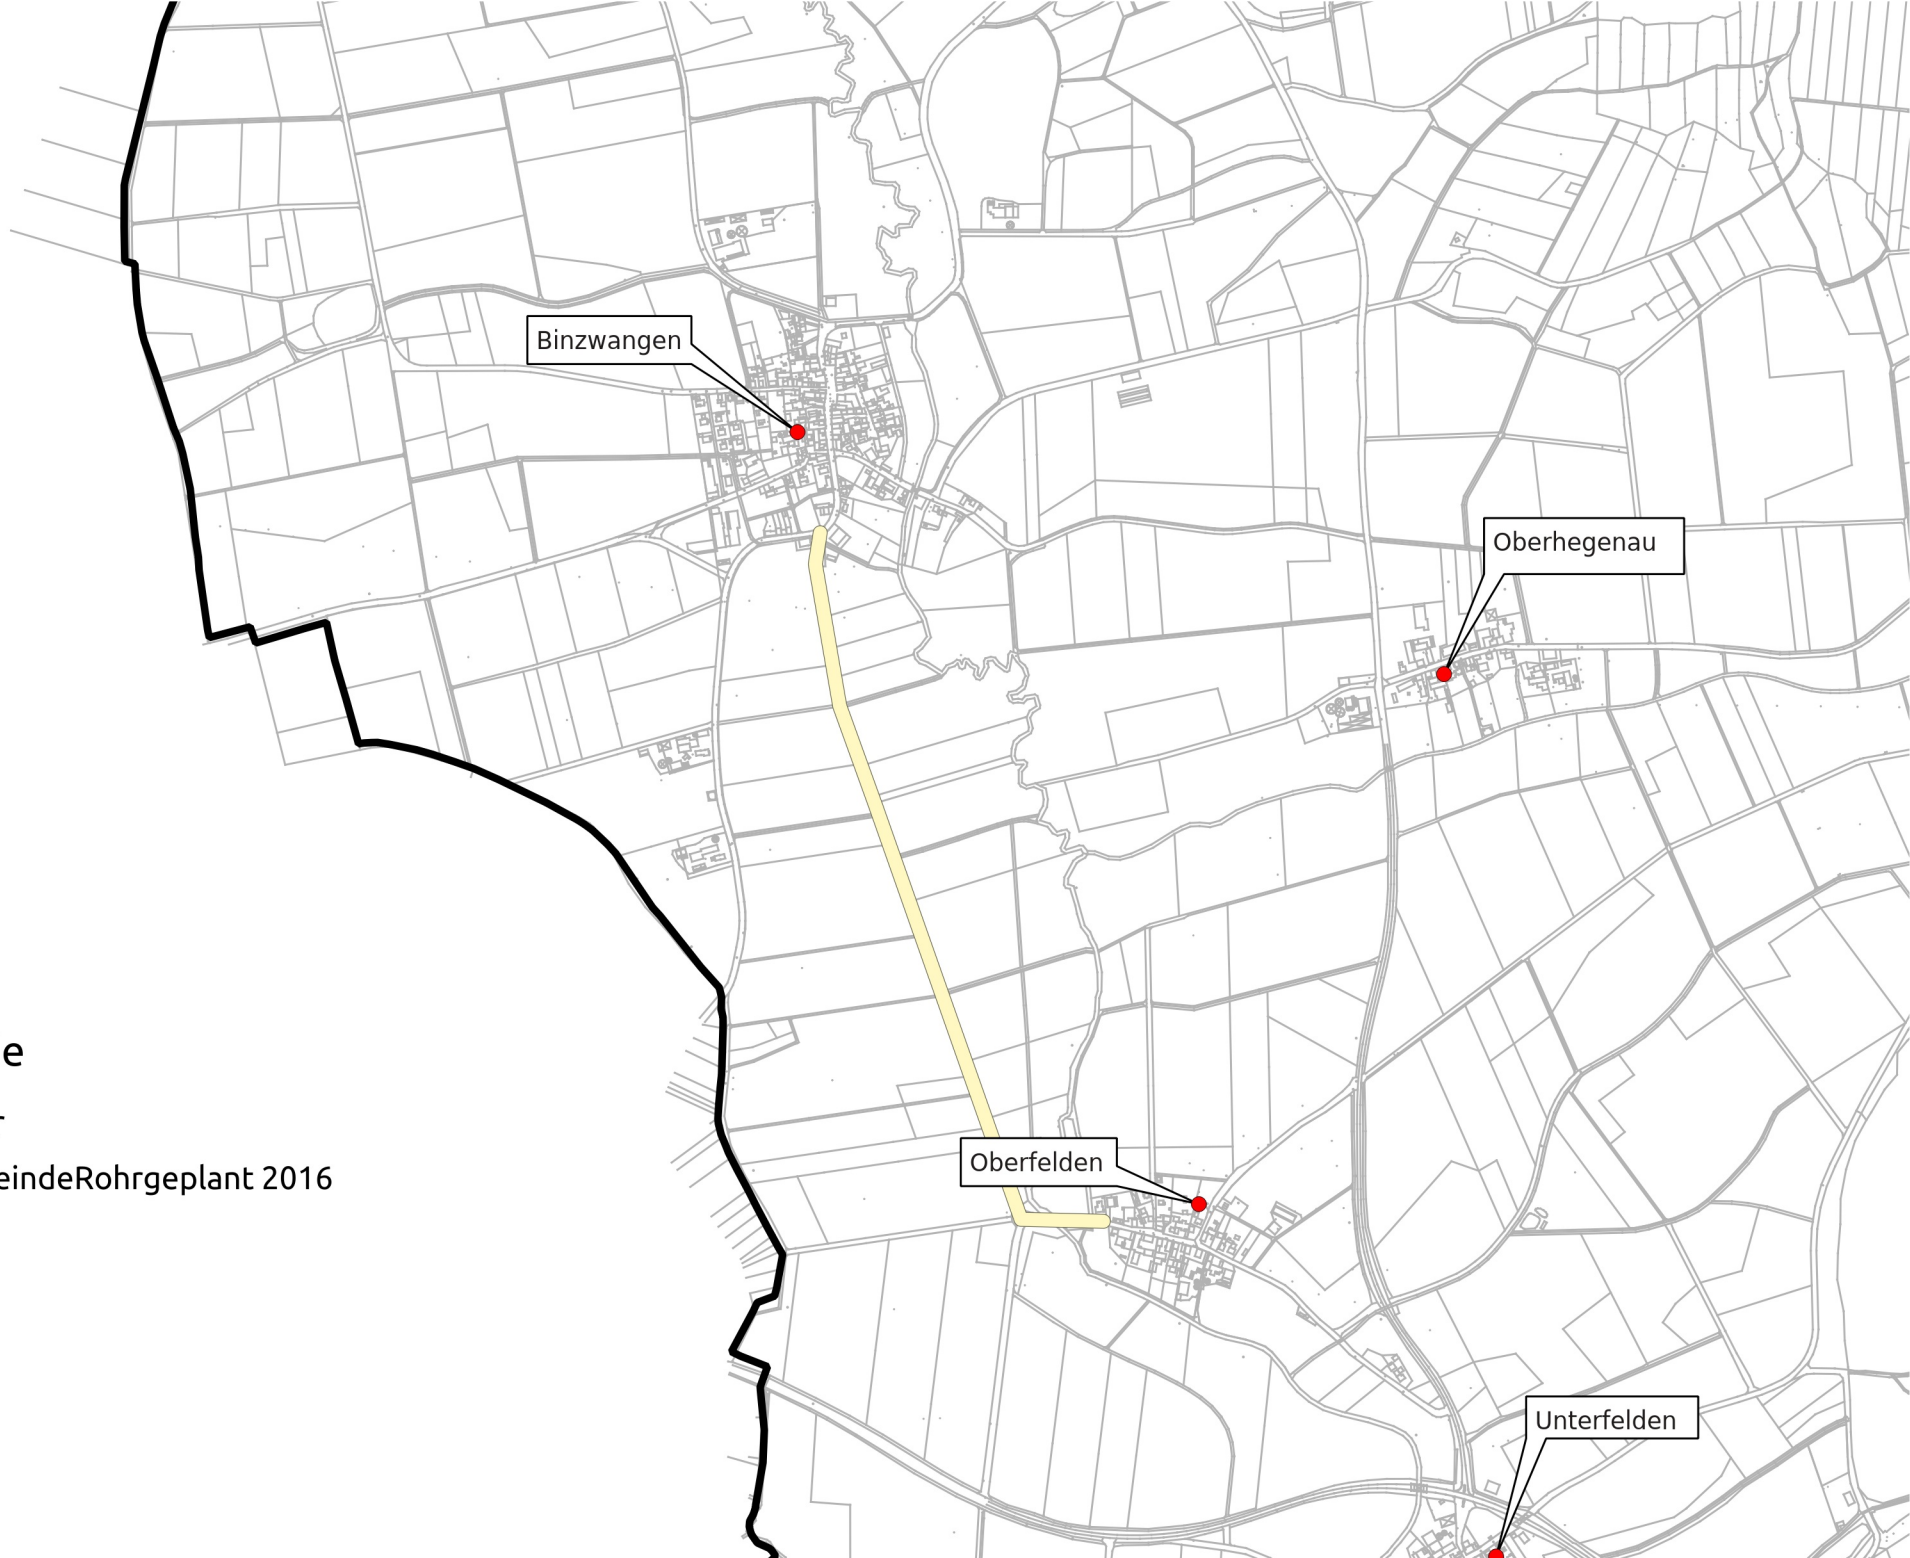 Binzwangen
Oberhegenau
e
Oberfelden
eindeRohrgeplant 2016
Unterfelden